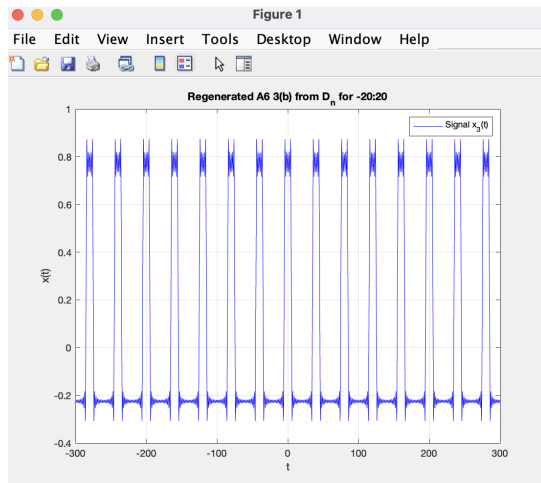 Figure 1
File Edit View Insert Tools Desktop Window Help
Regenerated A6 3(b) from D_n for -20:20
Signal x_3(t)
1
0.8
0.6
0.4
0.2
0
-0.2
-0.4
x(t)
-300 -200 -100 0 100 200 300
t